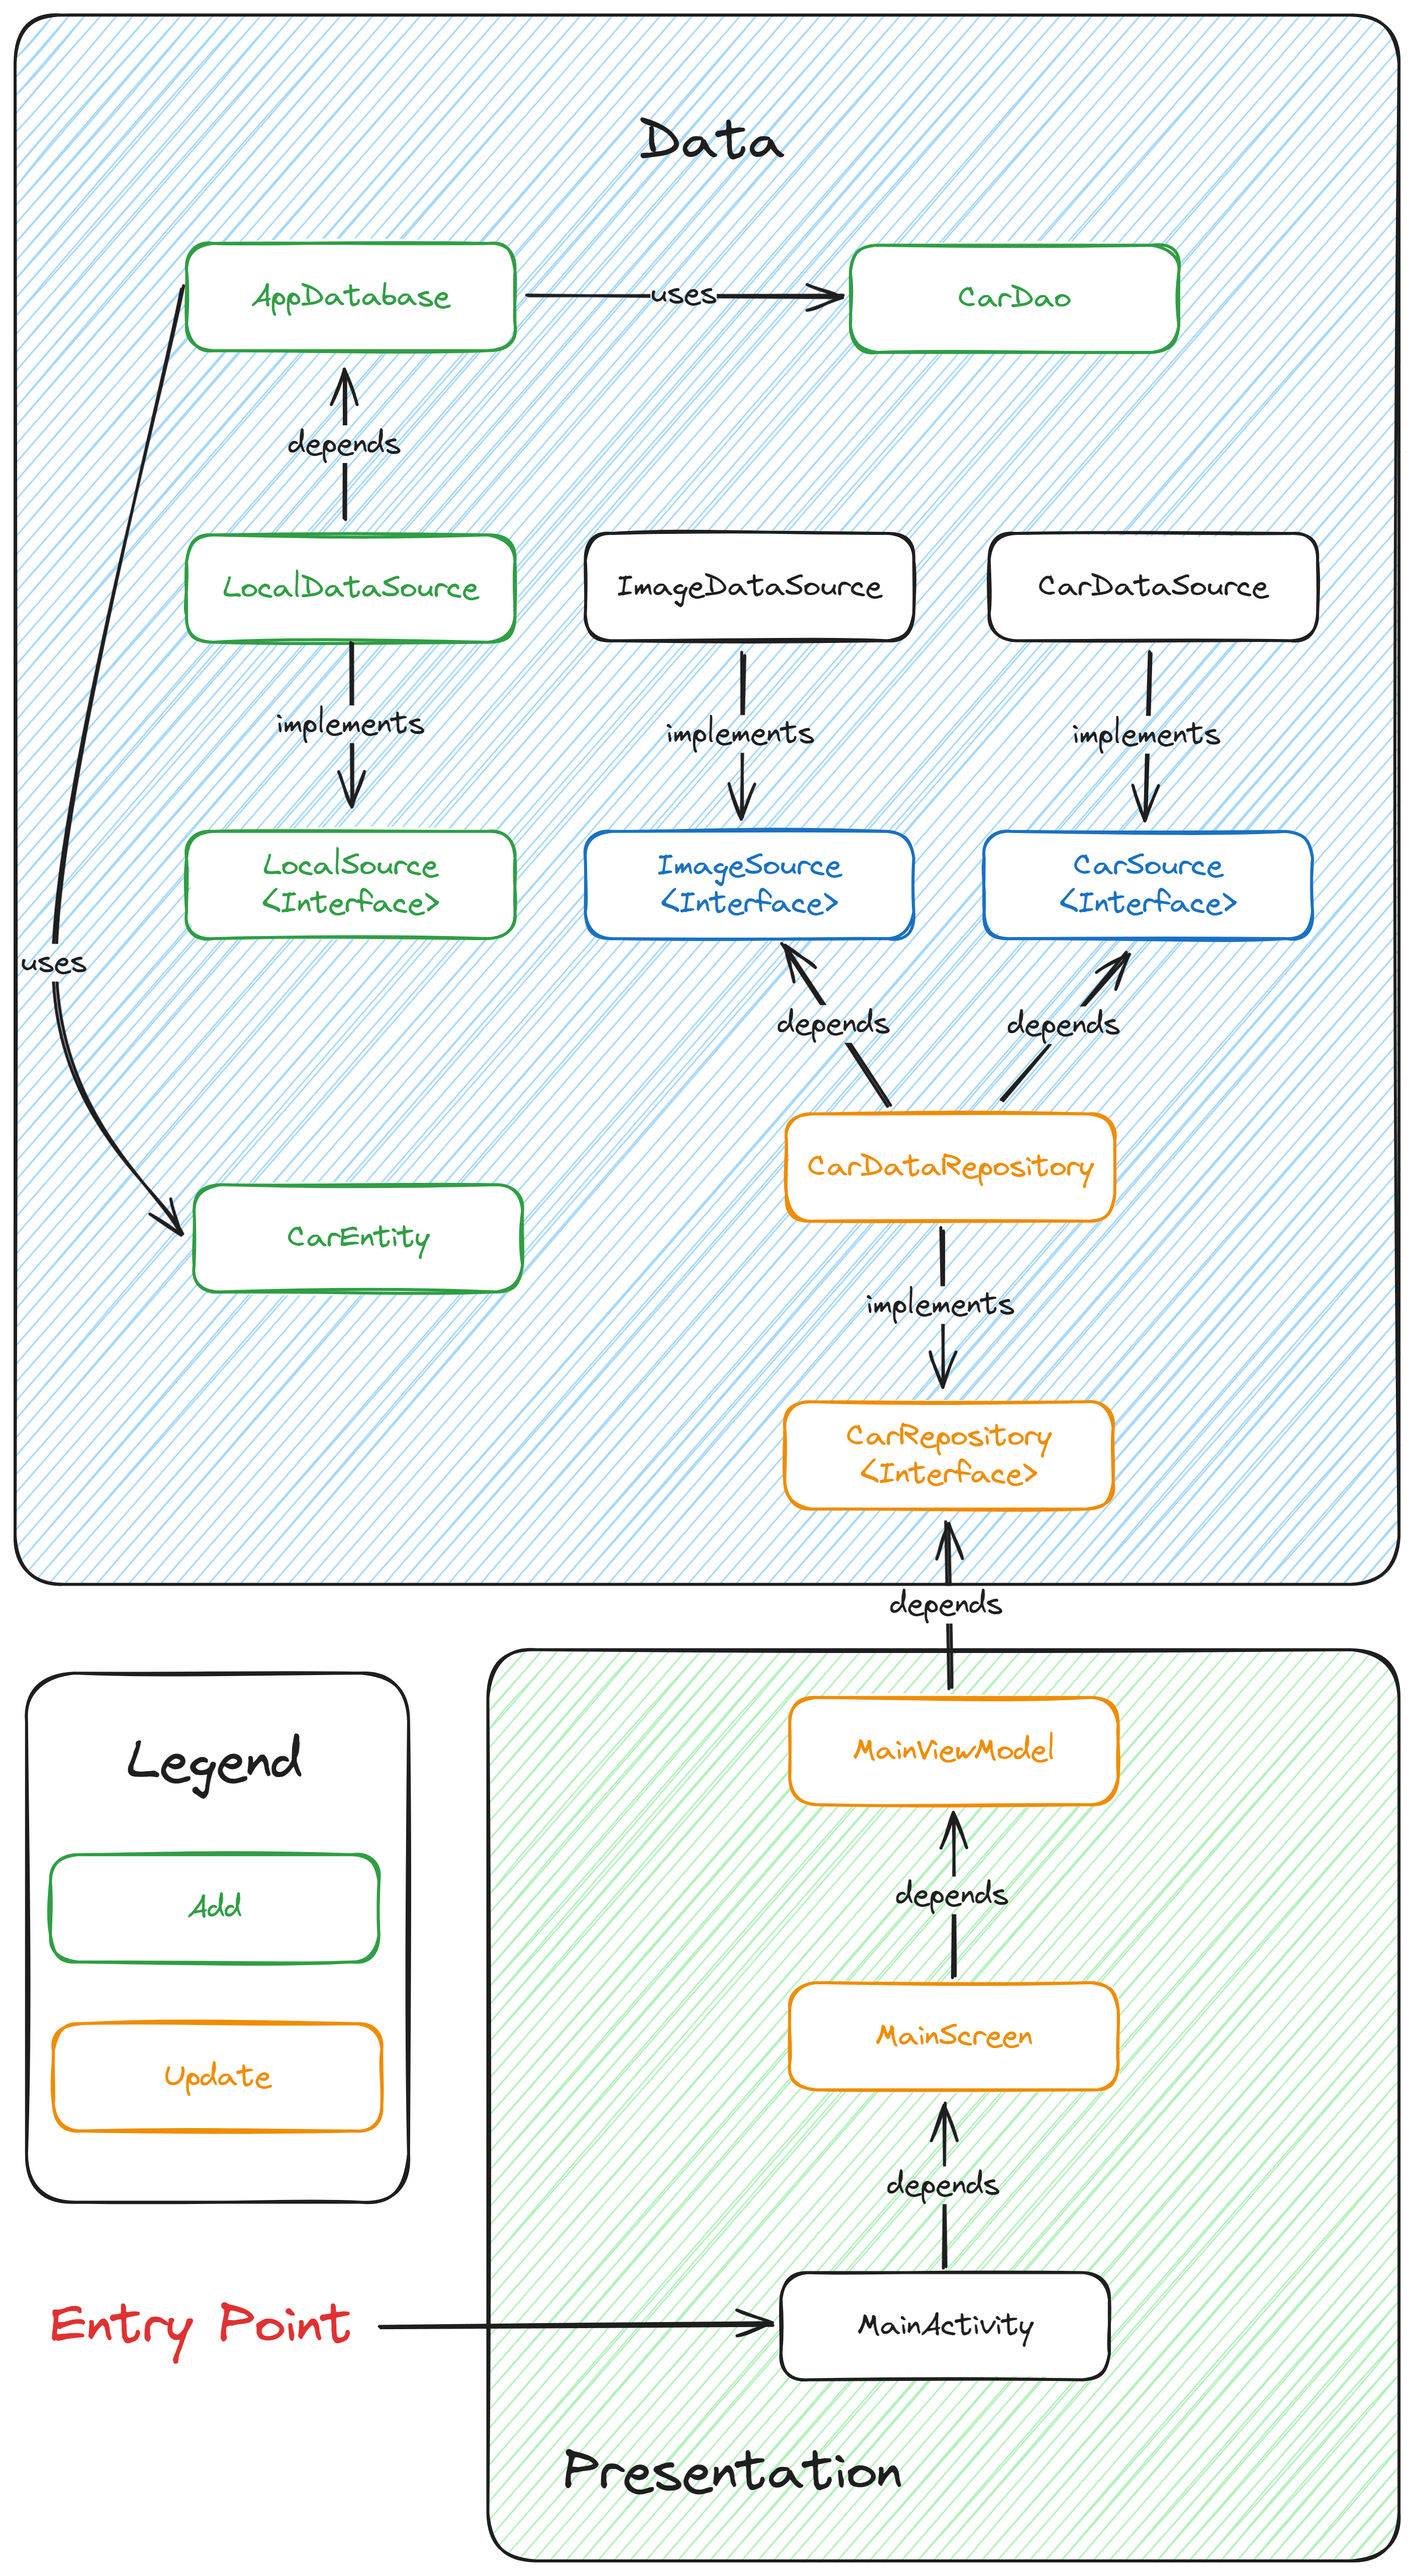 Data
AppDatabase
uses
CarDao
depends
LocalDataSource
ImageDataSource
CarDataSource
implements
implements
implements
LocalSource
<Interface>
ImageSource
<Interface>
CarSource
<Interface>
uses
depends
depends
CarDataRepository
CarEntity
implements
CarRepository
<Interface>
depends
MainViewModel
depends
MainScreen
depends
MainActivity
Presentation
Legend
Add
Update
Entry Point